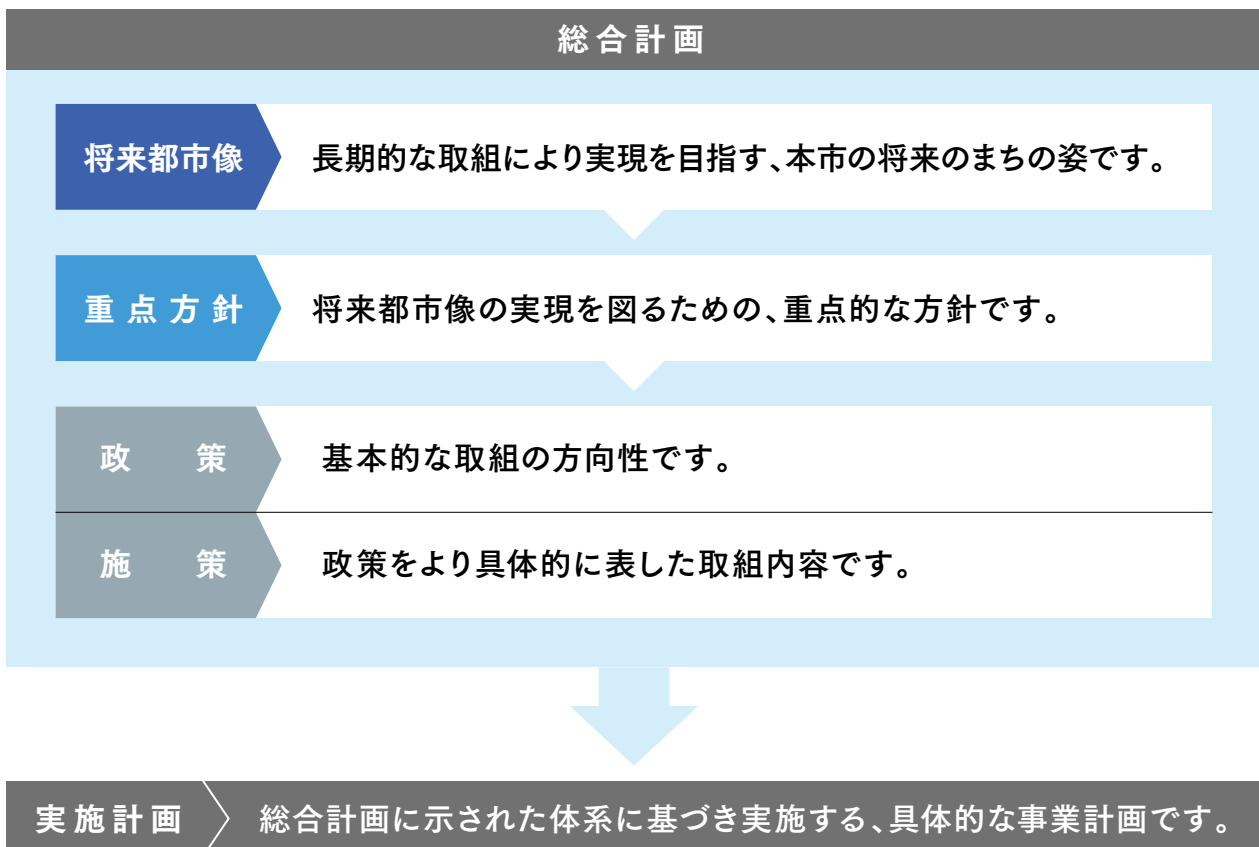 総合計画
将来都市像
長期的な取組により実現を目指す、本市の将来のまちの姿です。
重点方針
将来都市像の実現を図るための、重点的な方針です。
政策
基本的な取組の方向性です。
施策
政策をより具体的に表した取組内容です。
実施計画
総合計画に示された体系に基づき実施する、具体的な事業計画です。